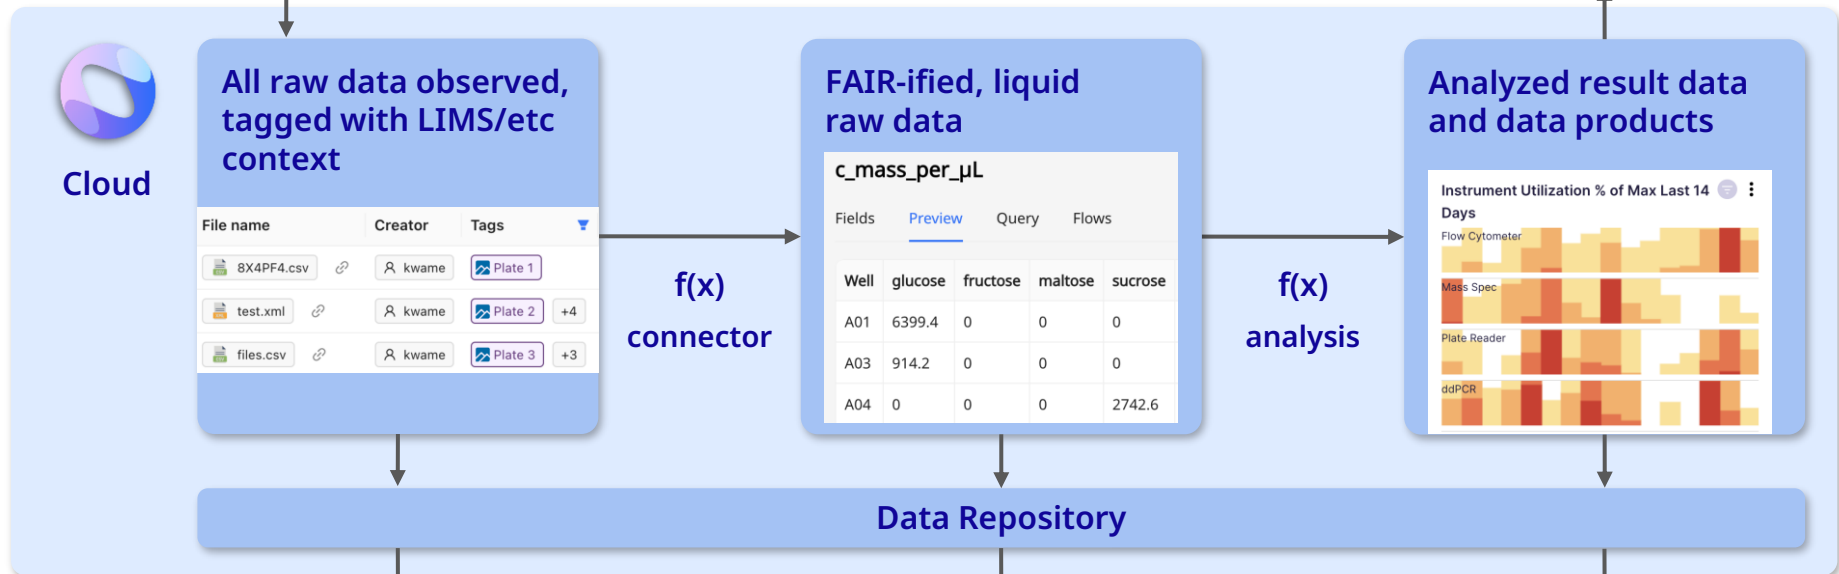 Cloud
All raw data observed,
tagged with LIMS/etc
context
File name Creator Tags
8X4PF4.csv kwame Plate 1
test.xml kwame Plate 2 +4
files.csv kwame Plate 3 +3
f(x)
connector
FAIR-ified, liquid
raw data
c_mass_per_µL
Fields Preview Query Flows
Well glucose fructose maltose sucrose
A01 6399.4 0 0 0
A03 914.2 0 0 0
A04 0 0 0 2742.6
f(x)
analysis
Analyzed result data
and data products
Instrument Utilization % of Max Last 14
Days
Flow Cytometer
Mass Spec
Plate Reader
ddPCR
Data Repository